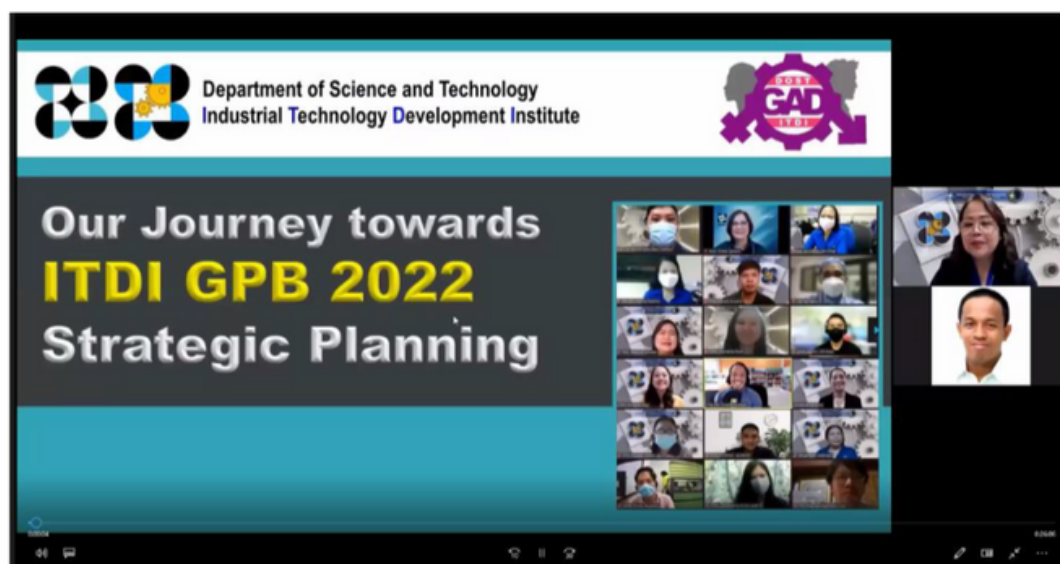 Department of Science and Technology
Industrial Technology Development Institute
DOST
GAD
ITDI
Our Journey towards
ITDI GPB 2022
Strategic Planning